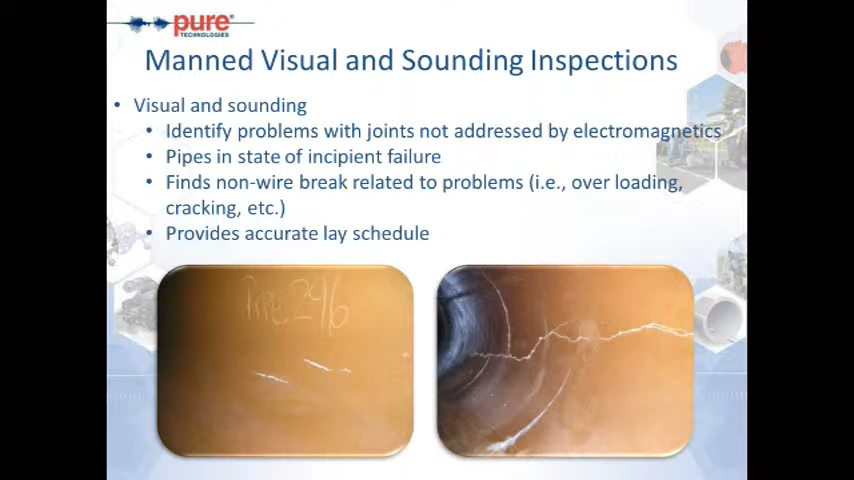 pure
TECHNOLOGIES
Manned Visual and Sounding Inspections
• Visual and sounding
• Identify problems with joints not addressed by electromagnetics
• Pipes in state of incipient failure
• Finds non-wire break related to problems (i.e., over loading,
cracking, etc.)
• Provides accurate lay schedule
PIPE 296